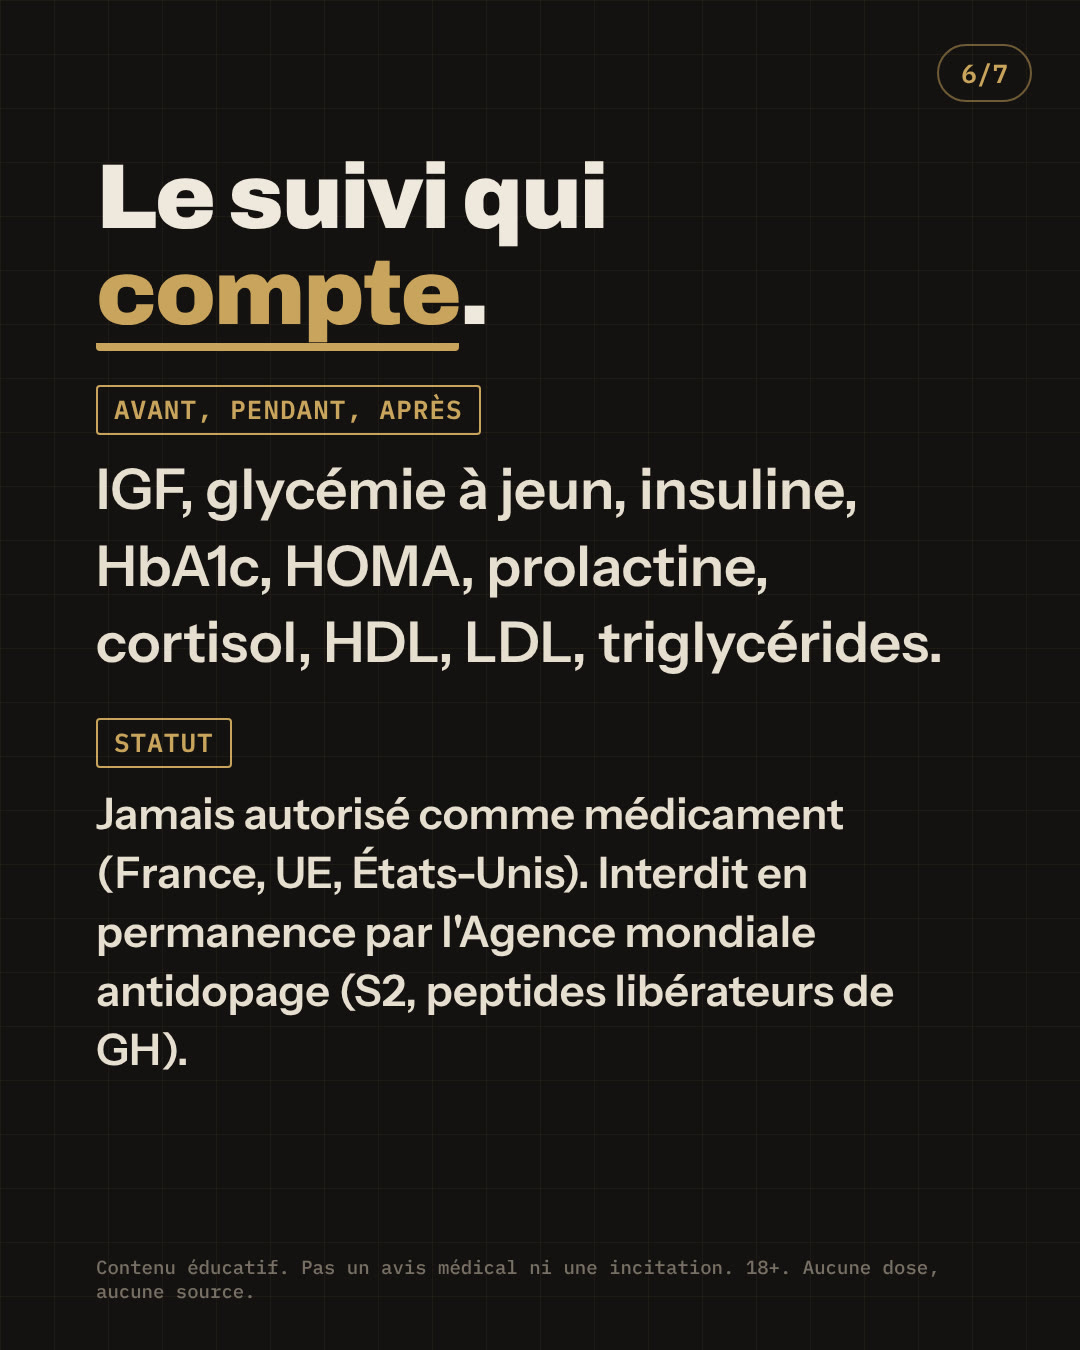 6/7
Le suivi qui
compte.
AVANT, PENDANT, APRÈS
IGF, glycémie à jeun, insuline,
HbA1c, HOMA, prolactine,
cortisol, HDL, LDL, triglycérides.
STATUT
Jamais autorisé comme médicament
(France, UE, États-Unis). Interdit en
permanence par l'Agence mondiale
antidopage (S2, peptides libérateurs de
GH).
Contenu éducatif. Pas un avis médical ni une incitation. 18+. Aucune dose,
aucune source.